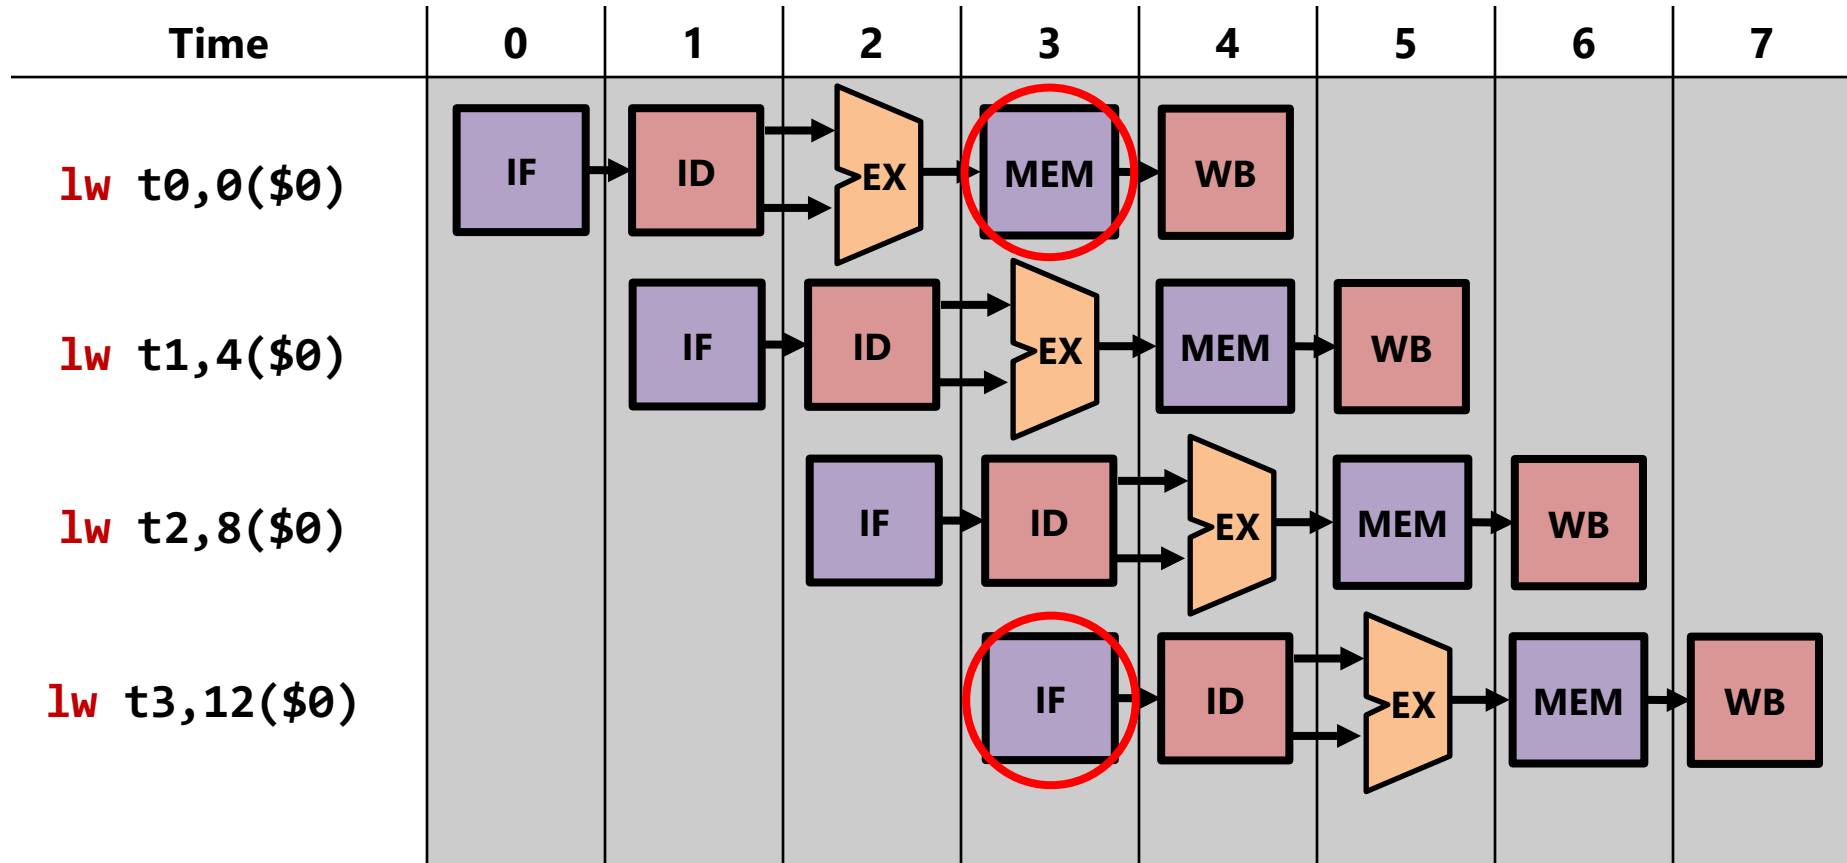 Time 0 1 2 3 4 5 6 7
lw t0,0($0) IF ID EX MEM WB
lw t1,4($0) IF ID EX MEM WB
lw t2,8($0) IF ID EX MEM WB
lw t3,12($0) IF ID EX MEM WB